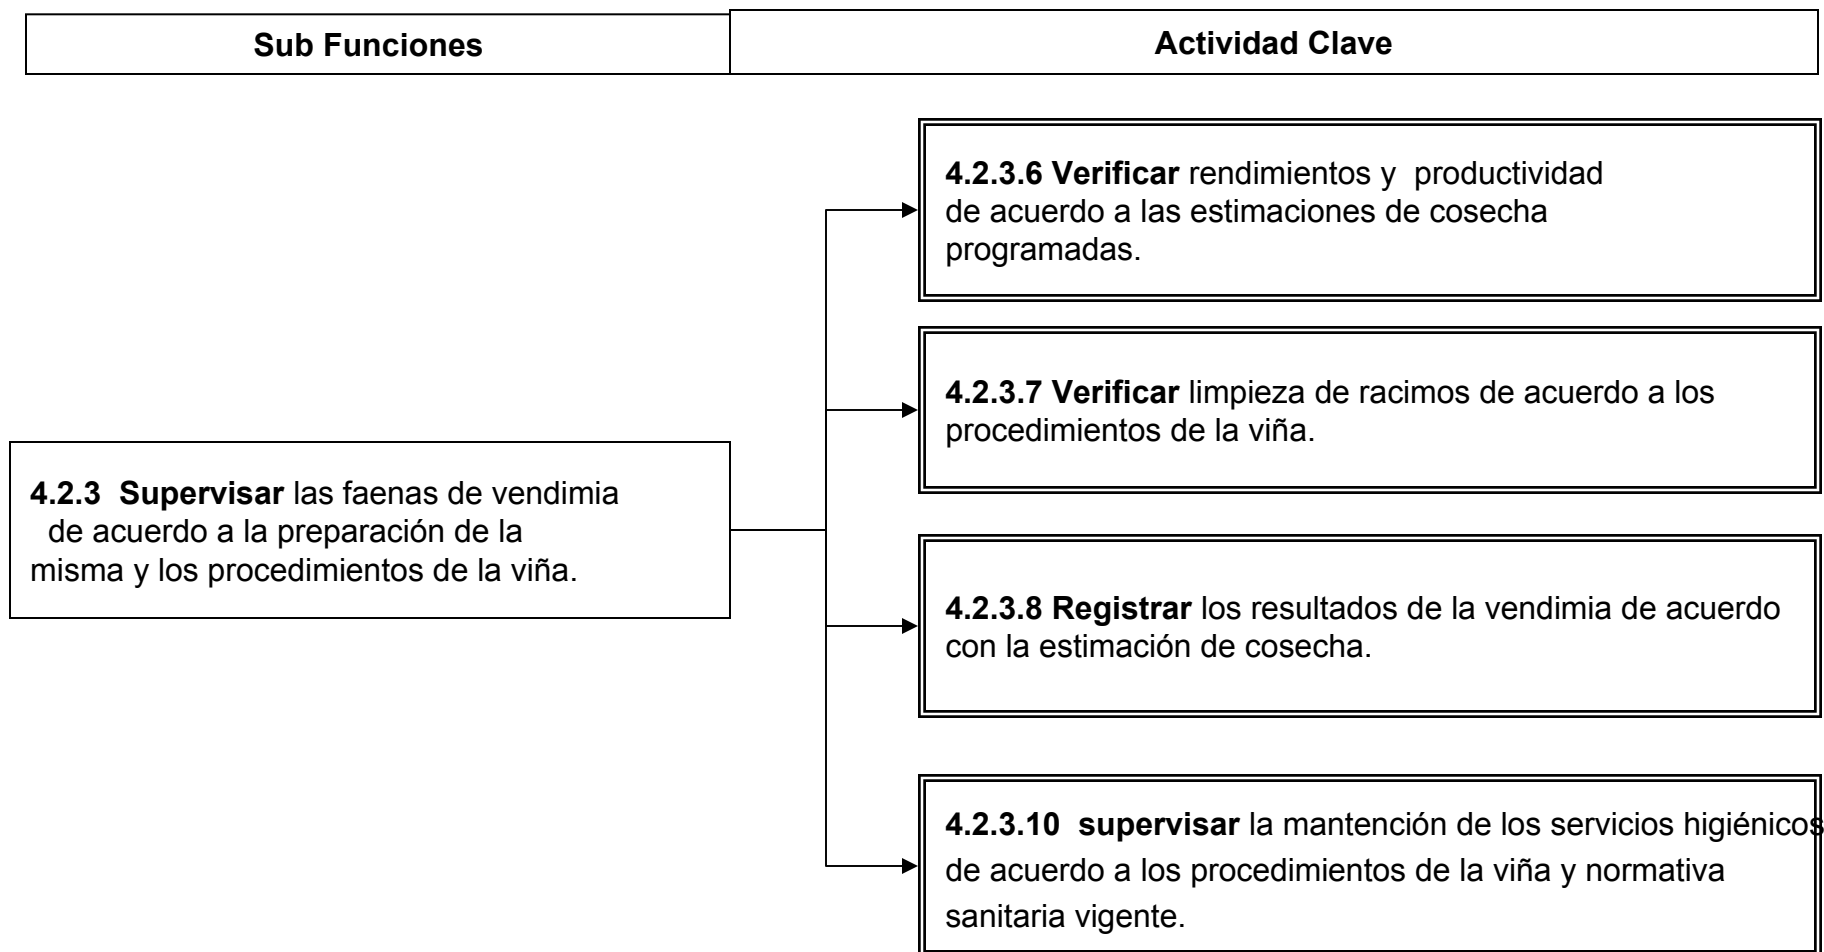 Sub Funciones
Actividad Clave
4.2.3.6 Verificar rendimientos y productividad
de acuerdo a las estimaciones de cosecha
programadas.
4.2.3.7 Verificar limpieza de racimos de acuerdo a los
procedimientos de la viña.
4.2.3 Supervisar las faenas de vendimia
de acuerdo a la preparación de la
misma y los procedimientos de la viña.
4.2.3.8 Registrar los resultados de la vendimia de acuerdo
con la estimación de cosecha.
4.2.3.10 supervisar la mantención de los servicios higiénicos
de acuerdo a los procedimientos de la viña y normativa
sanitaria vigente.